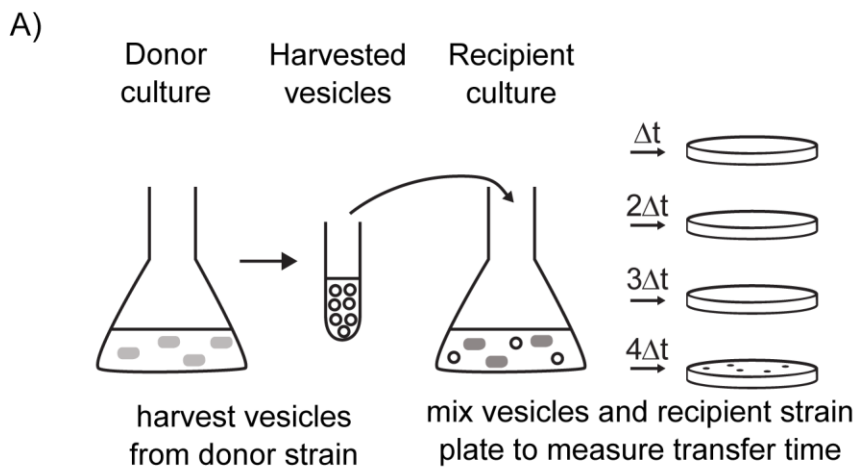 A)
Donor
culture
Harvested
vesicles
Recipient
culture
Δt
2Δt
3Δt
4Δt
harvest vesicles
from donor strain
mix vesicles and recipient strain
plate to measure transfer time